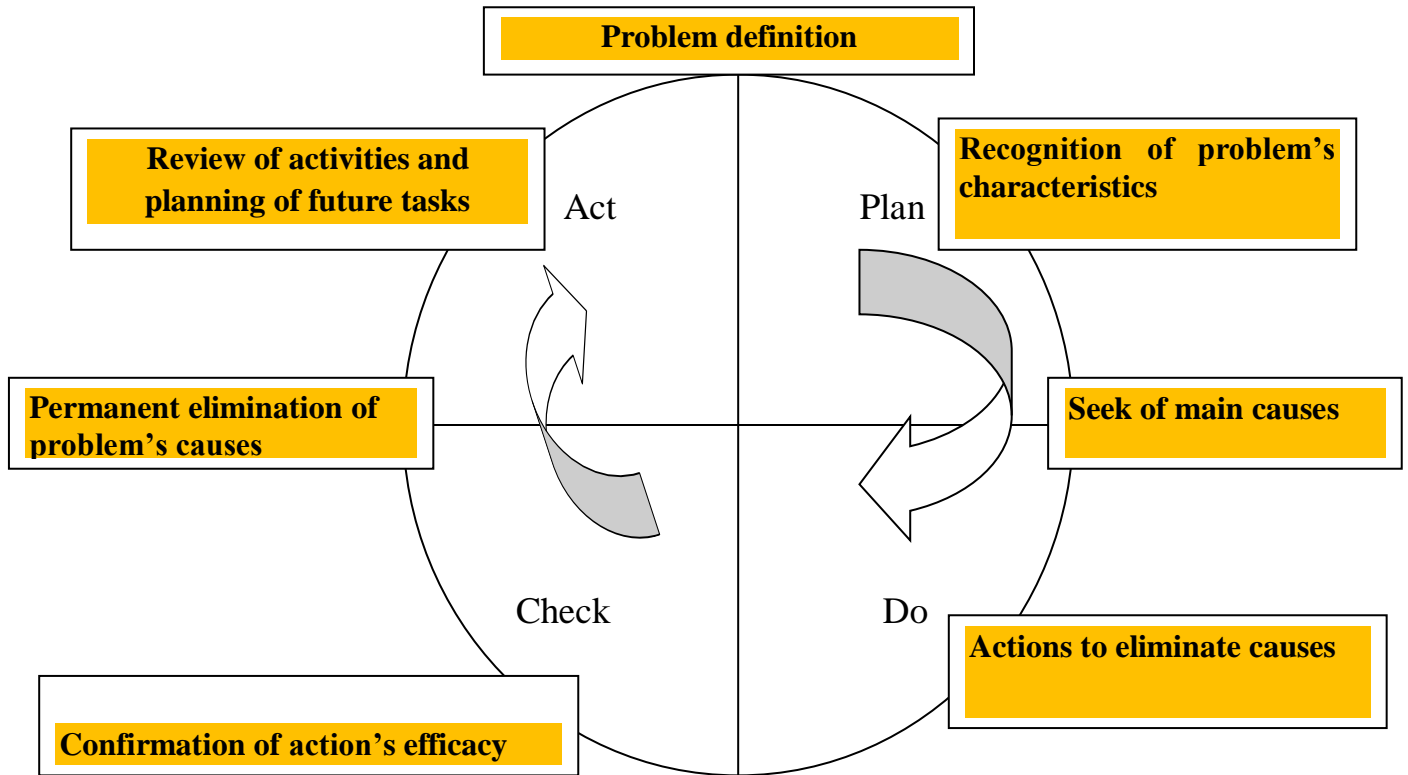 Problem definition
Review of activities and
planning of future tasks
Recognition of problem's
characteristics
Act
Plan
Permanent elimination of
problem's causes
Seek of main causes
Check
Do
Actions to eliminate causes
Confirmation of action's efficacy